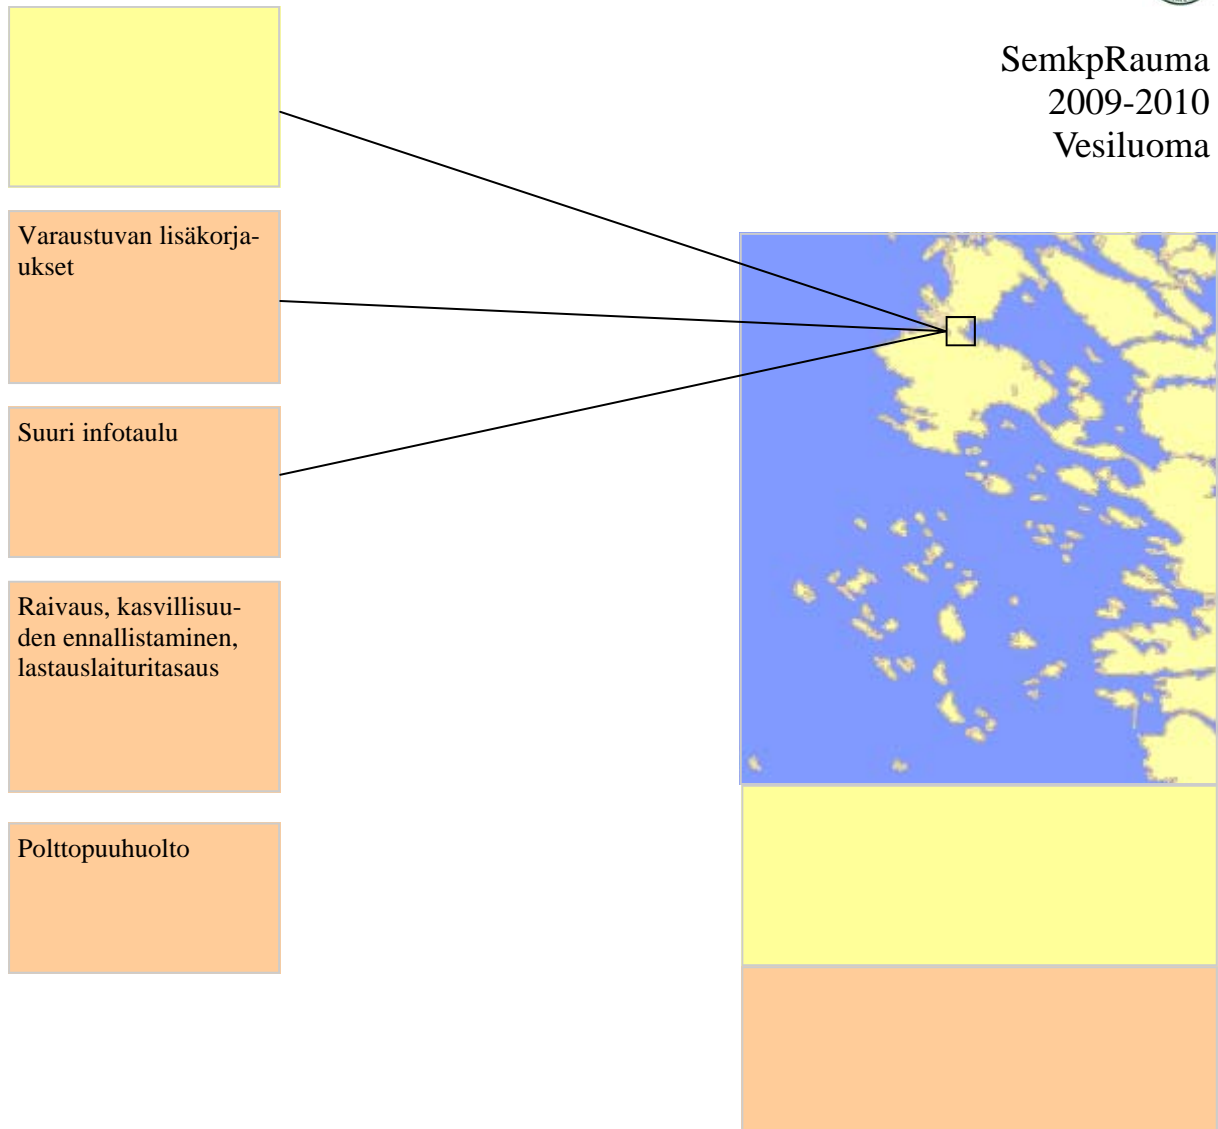 SemkpRauma
2009-2010
Vesiluoma
Varaustuvan lisäkorja-
ukset
Suuri infotaulu
Raivaus, kasvillisuu-
den ennallistaminen,
lastauslaituritasaus
Polttopuuhuolto